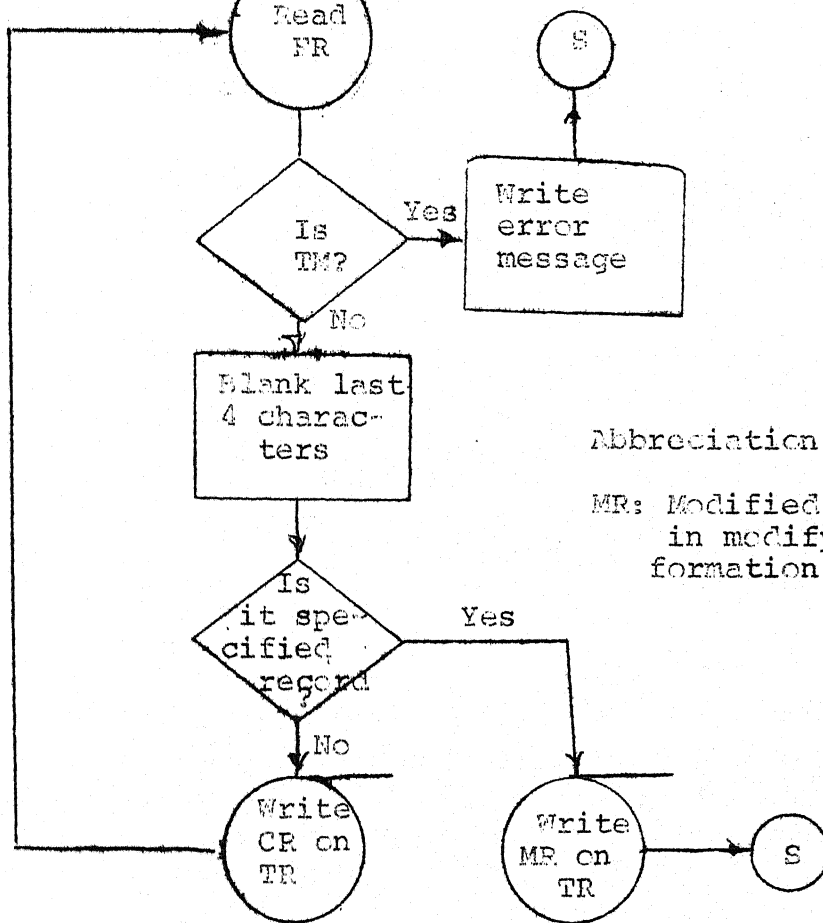 Read
FR
S
Is
TM?
Yes
Write
error
message
No
Blank last
4 charac-
ters
Abbreciation
MR: Modified
in modify
formation
Is
it spe-
cified
record
?
Yes
No
Write
CR on
TR
Write
MR on
TR
S